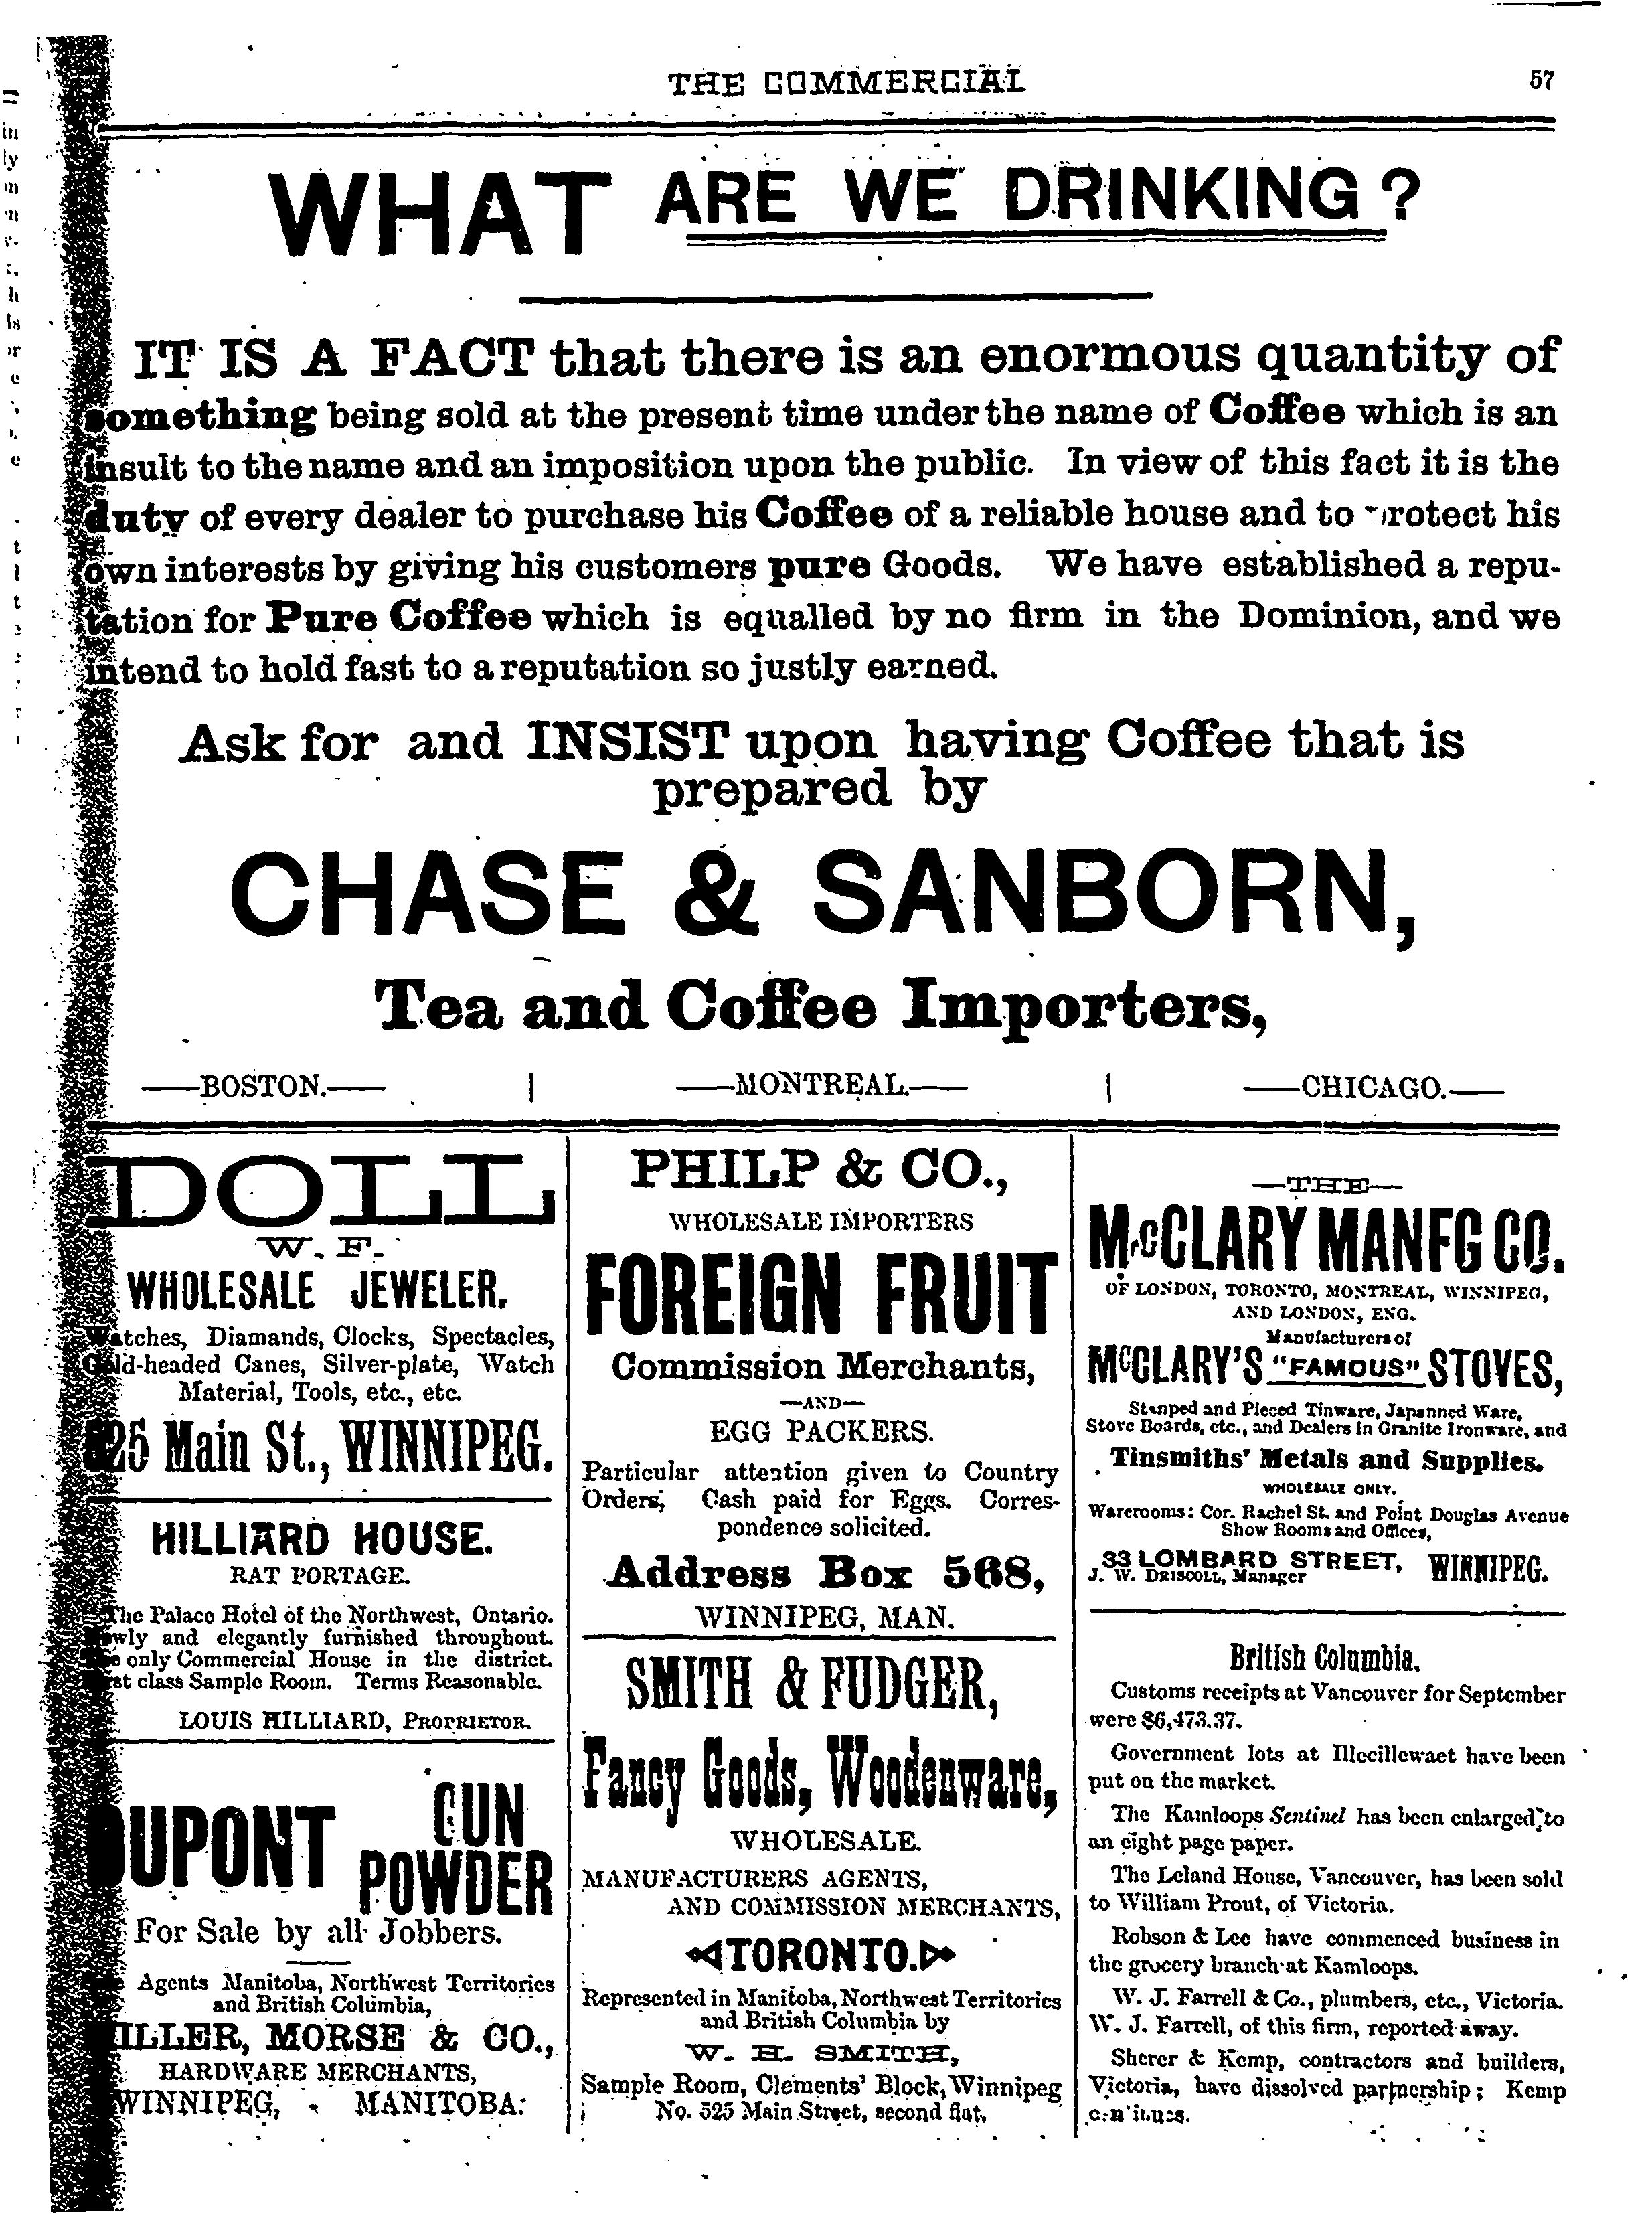 THE COMMERCIAL
57
WHAT ARE WE DRINKING?
IT IS A FACT that there is an enormous quantity of
something being sold at the present time under the name of Coffee which is an
insult to the name and an imposition upon the public. In view of this fact it is the
duty of every dealer to purchase his Coffee of a reliable house and to protect his
own interests by giving his customers pure Goods. We have established a repu-
tation for Pure Coffee which is equalled by no firm in the Dominion, and we
intend to hold fast to a reputation so justly earned.
Ask for and INSIST upon having Coffee that is
prepared by
CHASE & SANBORN,
Tea and Coffee Importers,
—BOSTON.— | —MONTREAL.— | —CHICAGO.—
DOLL
W. F.
WHOLESALE JEWELER,
Watches, Diamands, Clocks, Spectacles,
Gold-headed Canes, Silver-plate, Watch
Material, Tools, etc., etc.
525 Main St., WINNIPEG.
HILLIARD HOUSE.
RAT PORTAGE.
The Palace Hotel of the Northwest, Ontario.
Newly and elegantly furnished throughout.
The only Commercial House in the district.
First class Sample Room. Terms Reasonable.
LOUIS HILLIARD, PROPRIETOR.
DUPONT GUN
POWDER
For Sale by all Jobbers.
Agents Manitoba, Northwest Territories
and British Columbia,
MILLER, MORSE & CO.,
HARDWARE MERCHANTS,
WINNIPEG, - MANITOBA:
PHILP & CO.,
WHOLESALE IMPORTERS
FOREIGN FRUIT
Commission Merchants,
—AND—
EGG PACKERS.
Particular attention given to Country
Orders; Cash paid for Eggs. Corres-
pondence solicited.
Address Box 568,
WINNIPEG, MAN.
SMITH & FUDGER,
Fancy Goods, Woodenware,
WHOLESALE.
MANUFACTURERS AGENTS,
AND COMMISSION MERCHANTS,
TORONTO.
Represented in Manitoba, Northwest Territories
and British Columbia by
W. H. SMITH,
Sample Room, Clements' Block, Winnipeg
No. 525 Main Street, second flat.
—THE—
McCLARY MANFG CO.
OF LONDON, TORONTO, MONTREAL, WINNIPEG,
AND LONDON, ENG.
Manufacturers of
McCLARY'S "FAMOUS" STOVES,
Stamped and Pieced Tinware, Japanned Ware,
Stove Boards, etc., and Dealers in Granite Ironware, and
Tinsmiths' Metals and Supplies.
WHOLESALE ONLY.
Warerooms: Cor. Rachel St. and Point Douglas Avenue
Show Rooms and Offices,
33 LOMBARD STREET, WINNIPEG.
J. W. DRISCOLL, Manager
British Columbia.
Customs receipts at Vancouver for September
were $6,473.37.
Government lots at Illecillewaet have been
put on the market.
The Kamloops Sentinel has been enlarged to
an eight page paper.
The Leland House, Vancouver, has been sold
to William Prout, of Victoria.
Robson & Lee have commenced business in
the grocery branch at Kamloops.
W. J. Farrell & Co., plumbers, etc., Victoria.
W. J. Farrell, of this firm, reported away.
Sherer & Kemp, contractors and builders,
Victoria, have dissolved partnership; Kemp
continues.